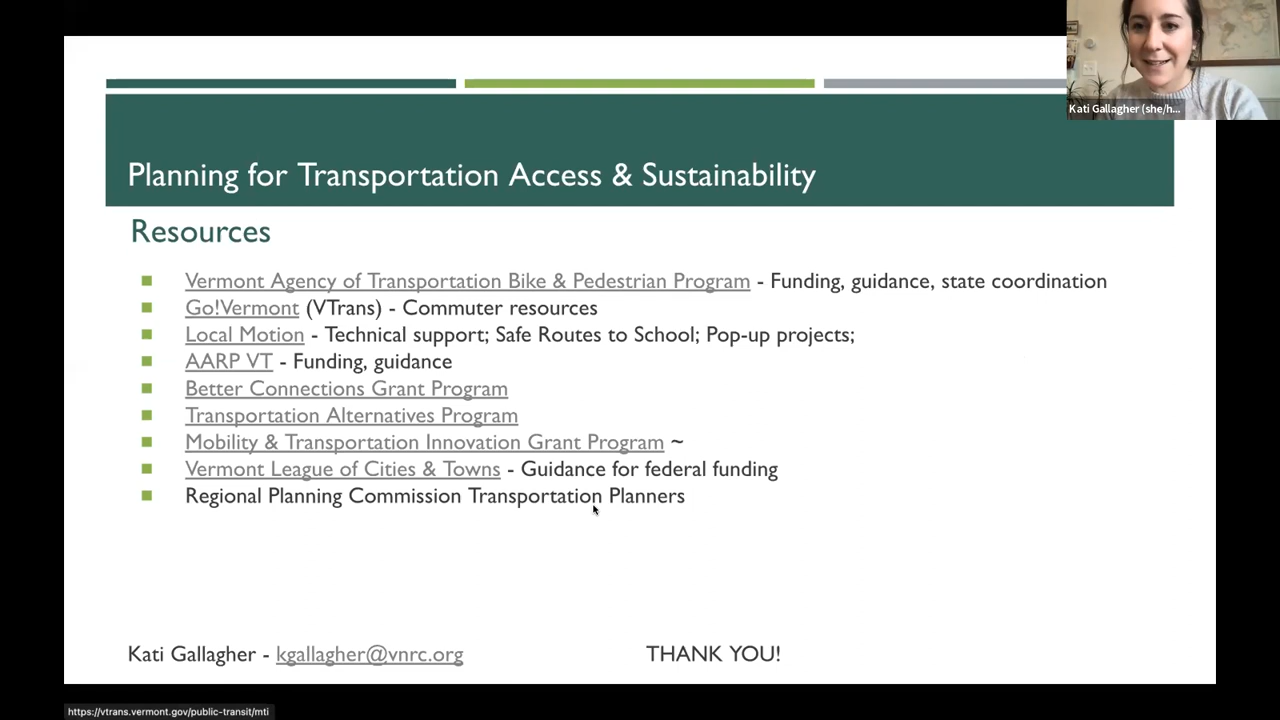 Kati Gallagher (she/h...
Planning for Transportation Access & Sustainability
Resources
Vermont Agency of Transportation Bike & Pedestrian Program - Funding, guidance, state coordination
Go!Vermont (VTrans) - Commuter resources
Local Motion - Technical support; Safe Routes to School; Pop-up projects;
AARP VT - Funding, guidance
Better Connections Grant Program
Transportation Alternatives Program
Mobility & Transportation Innovation Grant Program ~
Vermont League of Cities & Towns - Guidance for federal funding
Regional Planning Commission Transportation Planners
Kati Gallagher - kgallagher@vnrc.org THANK YOU!
https://vtrans.vermont.gov/public-transit/mti